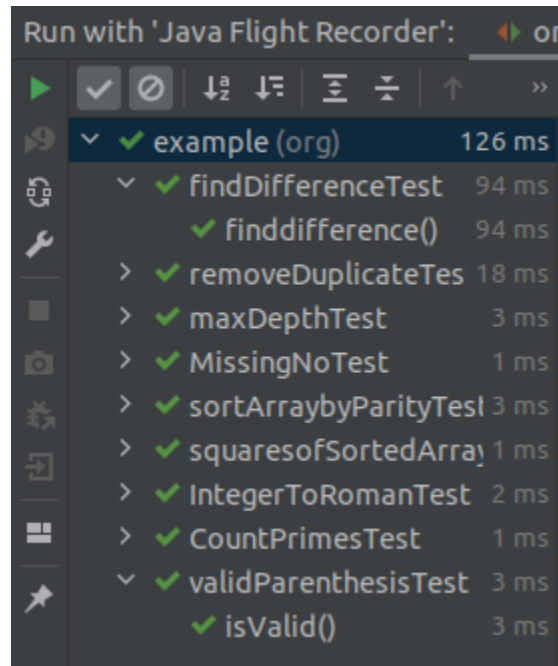 Run with 'Java Flight Recorder': or
example (org) 126 ms
findDifferenceTest 94 ms
finddifference() 94 ms
removeDuplicateTes 18 ms
maxDepthTest 3 ms
MissingNoTest 1 ms
sortArraybyParityTest 3 ms
squaresofSortedArray 1 ms
IntegerToRomanTest 2 ms
CountPrimesTest 1 ms
validParenthesisTest 3 ms
isValid() 3 ms